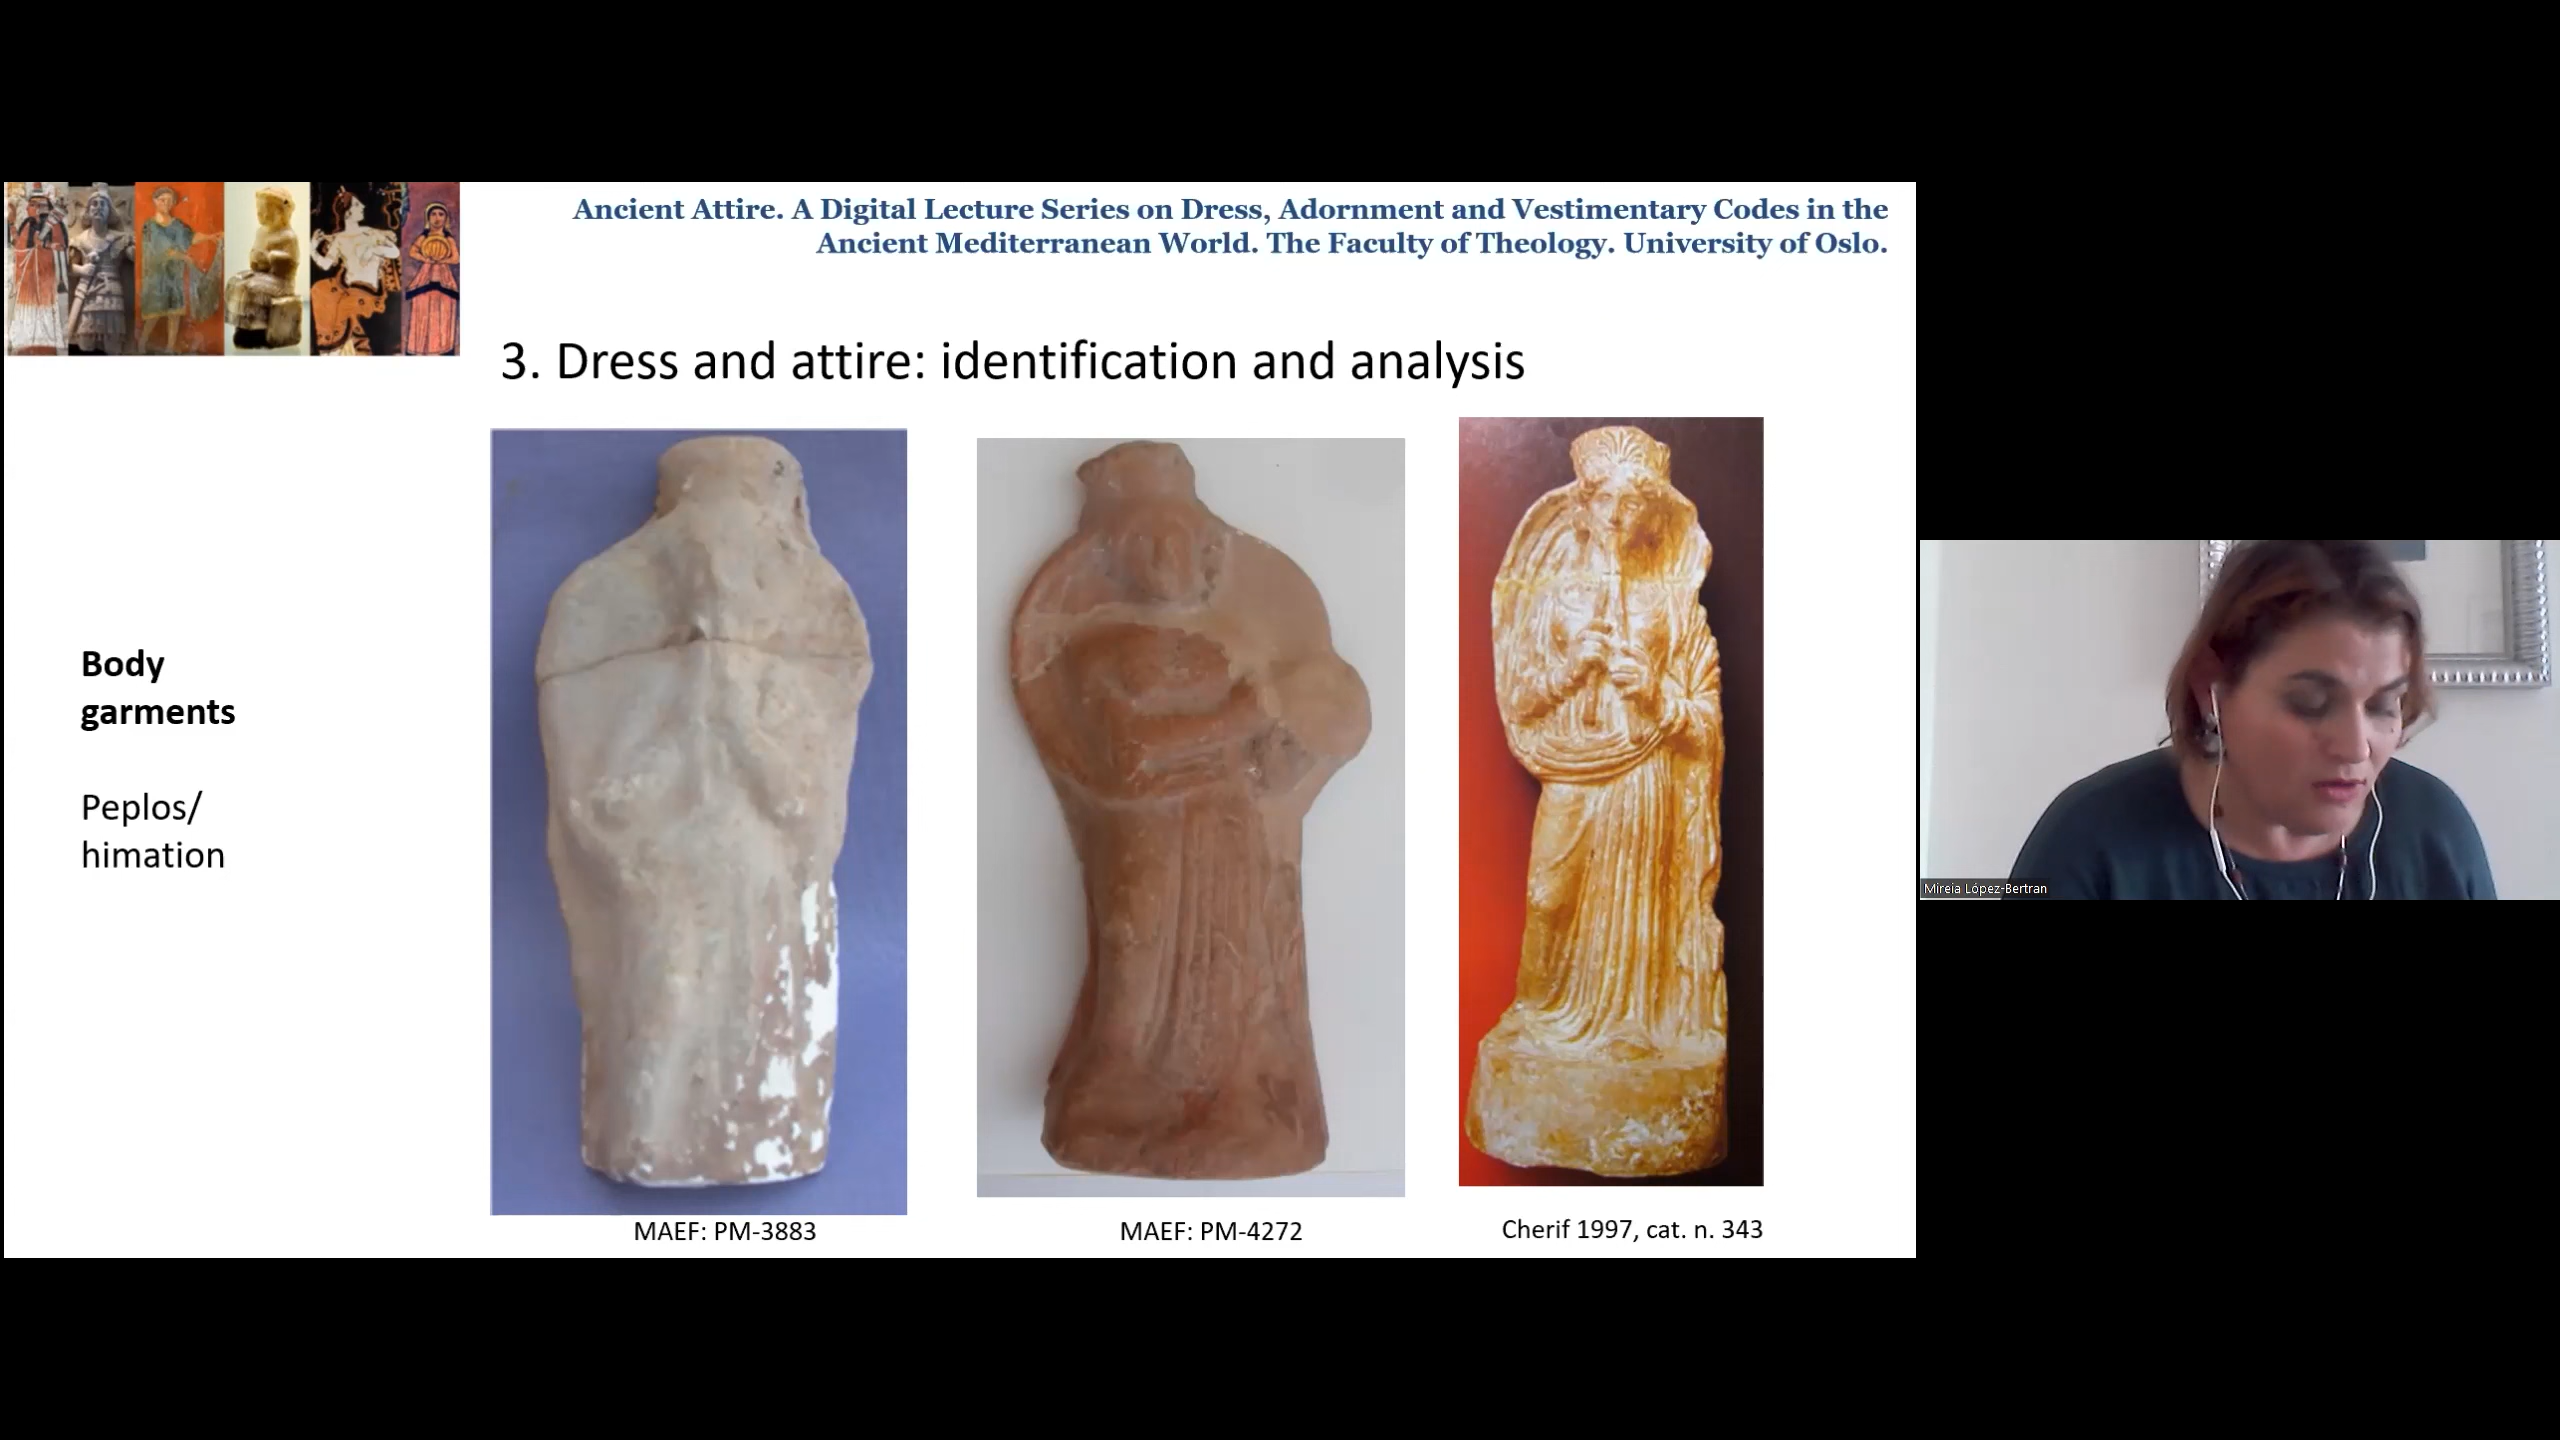 Ancient Attire. A Digital Lecture Series on Dress, Adornment and Vestimentary Codes in the
Ancient Mediterranean World. The Faculty of Theology. University of Oslo.
3. Dress and attire: identification and analysis
Body
garments
Peplos/
himation
MAEF: PM-3883
MAEF: PM-4272
Cherif 1997, cat. n. 343
Mireia López-Bertran